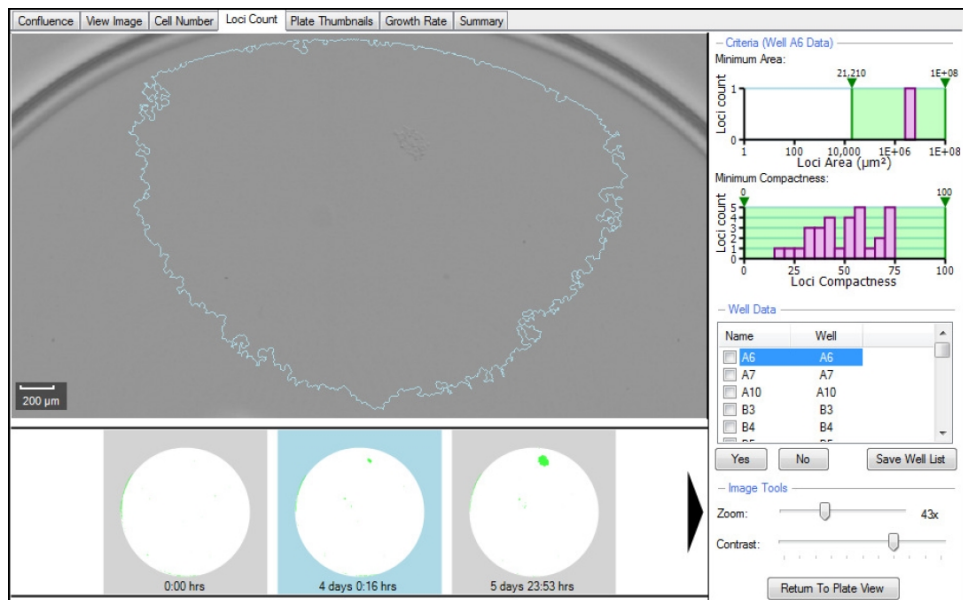 Confluence View Image Cell Number Loci Count Plate Thumbnails Growth Rate Summary
200 µm
0:00 hrs
4 days 0:16 hrs
5 days 23:53 hrs
Criteria (Well A6 Data)
Minimum Area:
21,210 1E+08
Loci count
1
0
1 100 10,000 1E+06 1E+08
Loci Area (µm²)
Minimum Compactness:
0 100
Loci count
5
4
3
2
1
0
0 25 50 75 100
Loci Compactness
Well Data
Name Well
A6 A6
A7 A7
A10 A10
B3 B3
B4 B4
Yes No Save Well List
Image Tools
Zoom: 43x
Contrast:
Return To Plate View